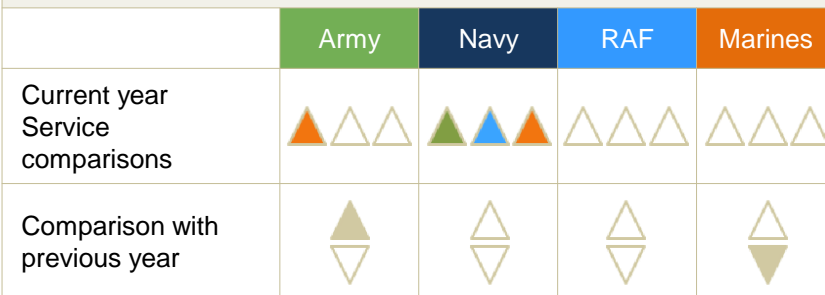 Army Navy RAF Marines
Current year
Service
comparisons
Comparison with
previous year